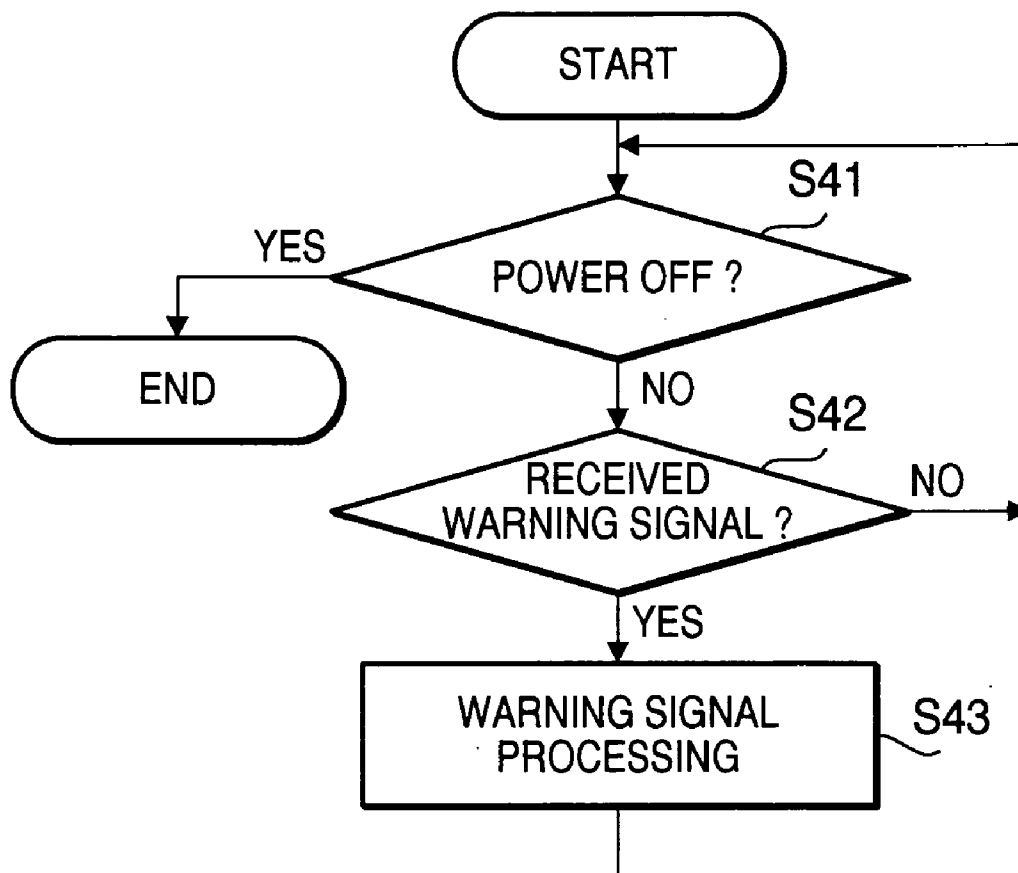 START
S41
YES
POWER OFF ?
END
NO
S42
RECEIVED
WARNING SIGNAL ?
NO
YES
WARNING SIGNAL
PROCESSING
S43